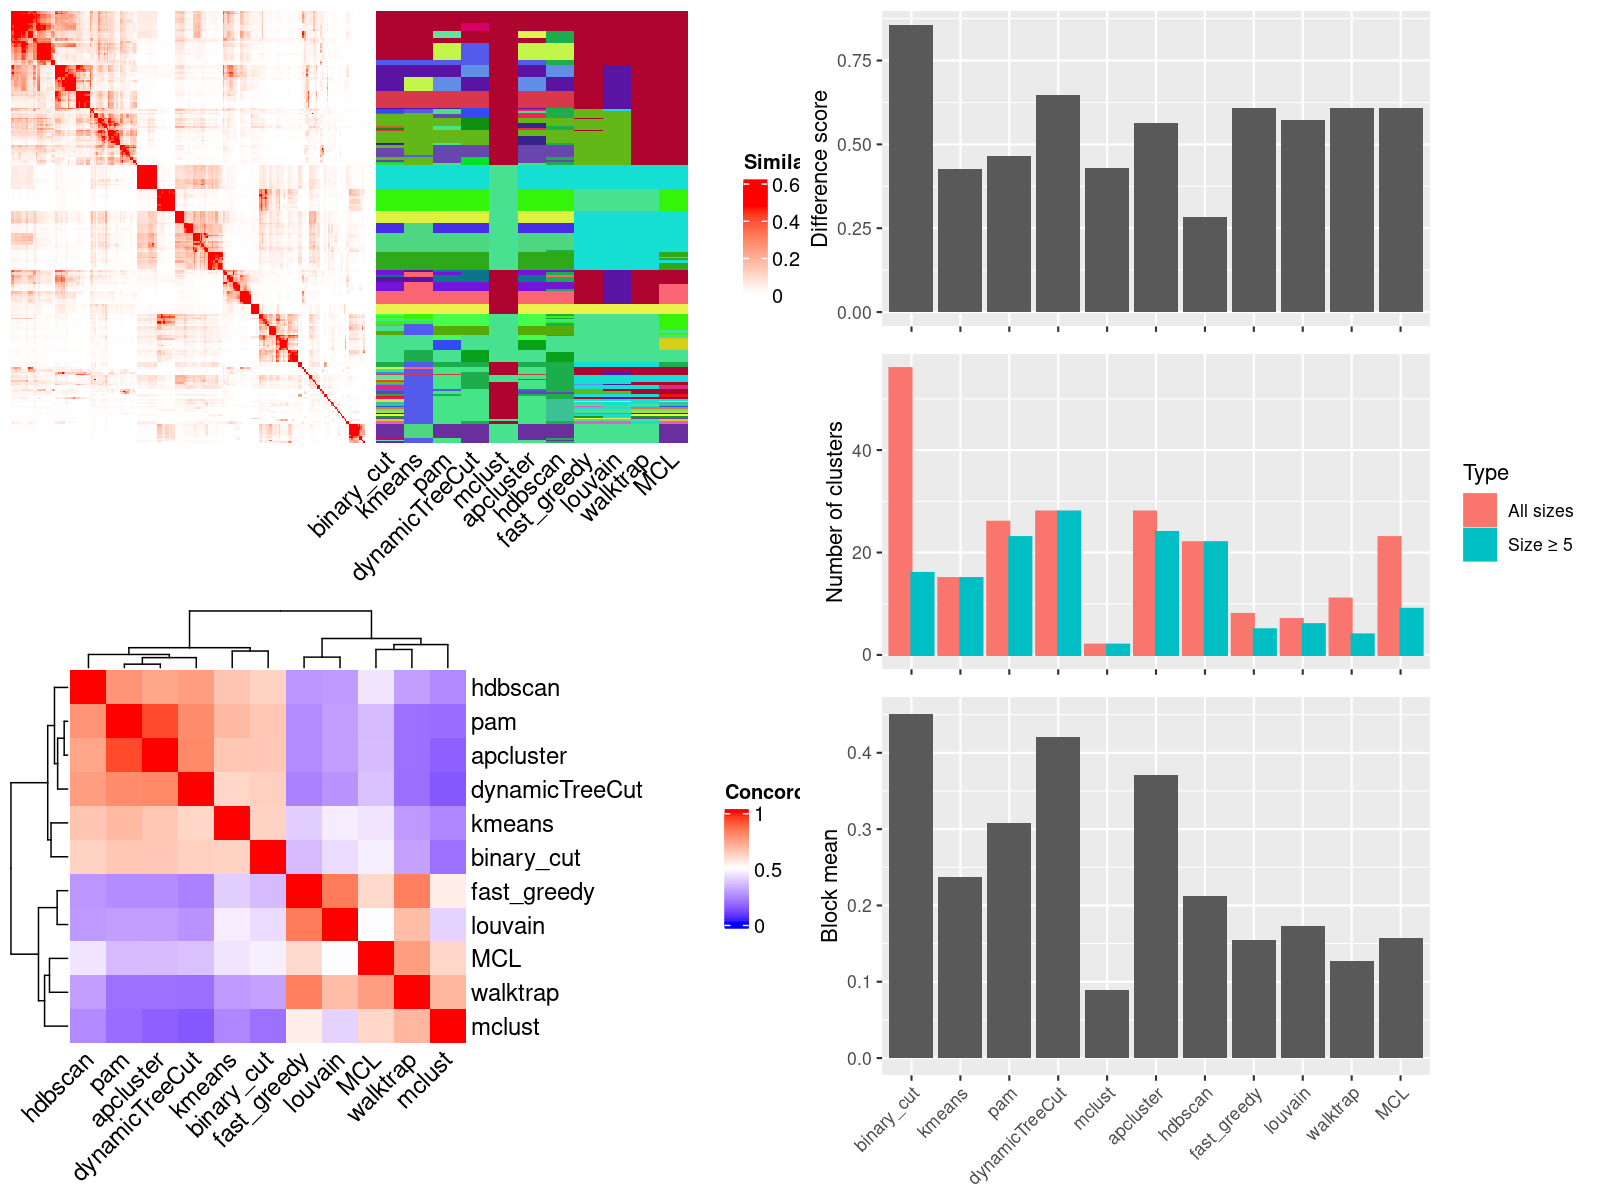 Simila
0.6
0.4
0.2
0
binary_cut
kmeans
pam
dynamicTreeCut
mclust
apcluster
hdbscan
fast_greedy
louvain
walktrap
MCL
hdbscan
pam
apcluster
dynamicTreeCut
kmeans
binary_cut
fast_greedy
louvain
MCL
walktrap
mclust
hdbscan
pam
apcluster
dynamicTreeCut
kmeans
binary_cut
fast_greedy
louvain
MCL
walktrap
mclust
Concord
1
0.5
0
Difference score
0.75
0.50
0.25
0.00
Number of clusters
40
20
0
Type
All sizes
Size ≥ 5
Block mean
0.4
0.3
0.2
0.1
0.0
binary_cut
kmeans
pam
dynamicTreeCut
mclust
apcluster
hdbscan
fast_greedy
louvain
walktrap
MCL